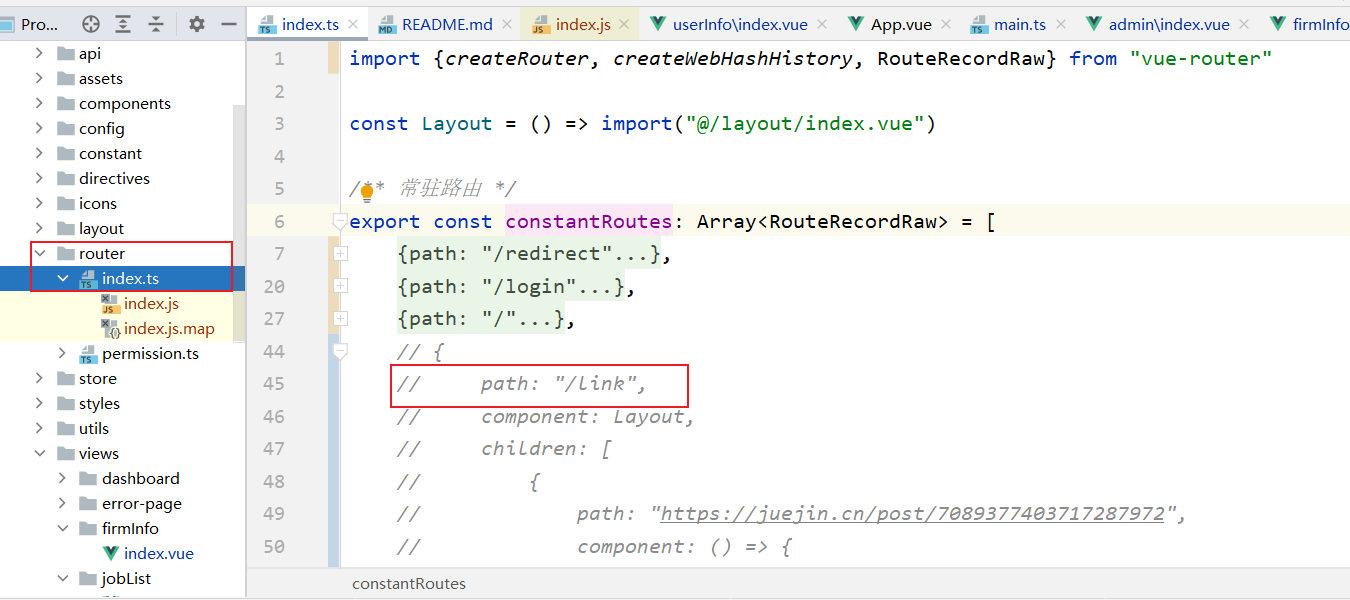 Pro...
index.ts
README.md
index.js
userInfo\index.vue
App.vue
main.ts
admin\index.vue
firmInfo
api
assets
components
config
constant
directives
icons
layout
router
index.ts
index.js
index.js.map
permission.ts
store
styles
utils
views
dashboard
error-page
firmInfo
index.vue
jobList
1 import {createRouter, createWebHashHistory, RouteRecordRaw} from "vue-router"
2
3 const Layout = () => import("@/layout/index.vue")
4
5 /** 常驻路由 */
6 export const constantRoutes: Array<RouteRecordRaw> = [
7 {path: "/redirect"...},
20 {path: "/login"...},
27 {path: "/"...},
44 // {
45 // path: "/link",
46 // component: Layout,
47 // children: [
48 // {
49 // path: "https://juejin.cn/post/7089377403717287972",
50 // component: () => {
constantRoutes